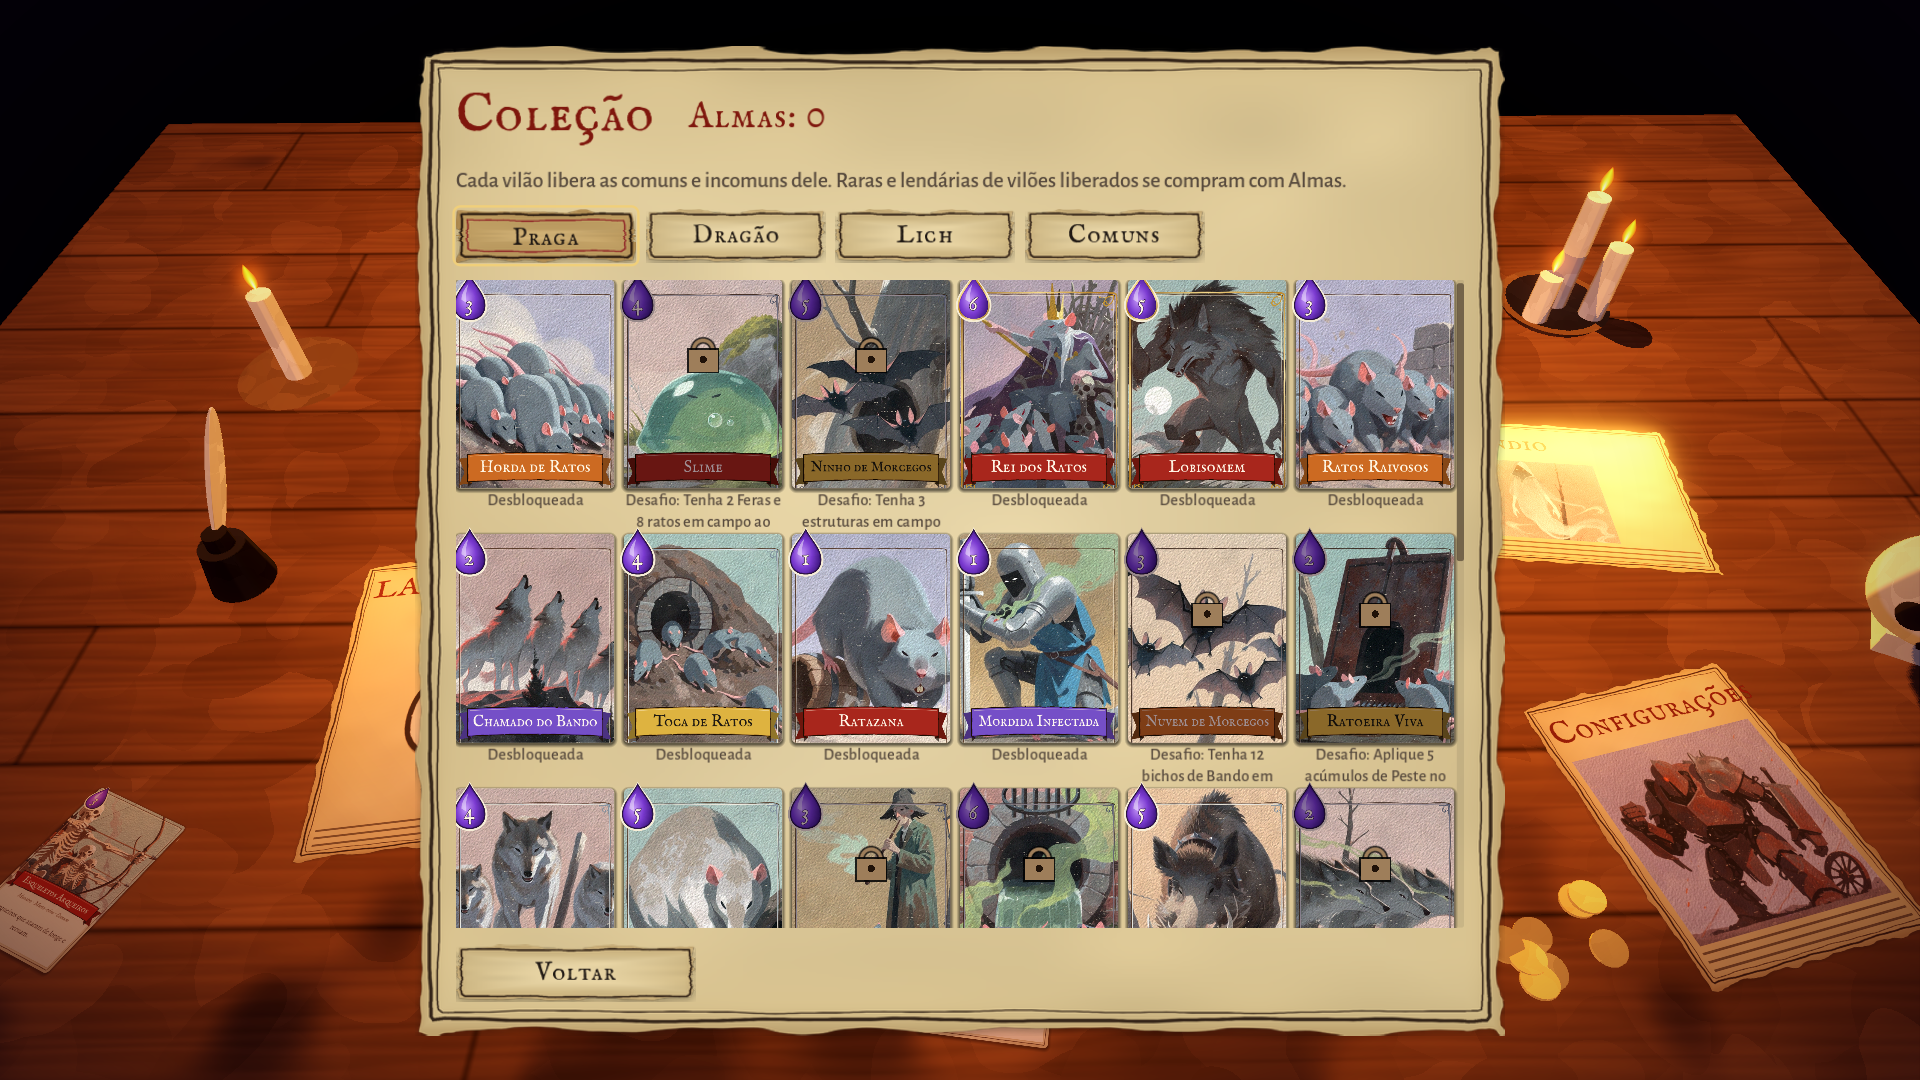 Coleção Almas: 0
Cada vilão libera as comuns e incomuns dele. Raras e lendárias de vilões liberados se compram com Almas.
Praga Dragão Lich Comuns
3 4 5 6 5 3
Horda de Ratos Slime Ninho de Morcegos Rei dos Ratos Lobisomem Ratos Raivosos
Desbloqueada Desafio: Tenha 2 Feras e Desafio: Tenha 3 Desbloqueada Desbloqueada Desbloqueada
8 ratos em campo ao estruturas em campo
2 4 1 1 3 2
Chamado do Bando Toca de Ratos Ratazana Mordida Infectada Nuvem de Morcegos Ratoeira Viva
Desbloqueada Desbloqueada Desbloqueada Desbloqueada Desafio: Tenha 12 Desafio: Aplique 5
bichos de Bando em acúmulos de Peste no
4 5 3 6 5 2
Voltar
LA
Configurações
Esqueletos Arqueiros